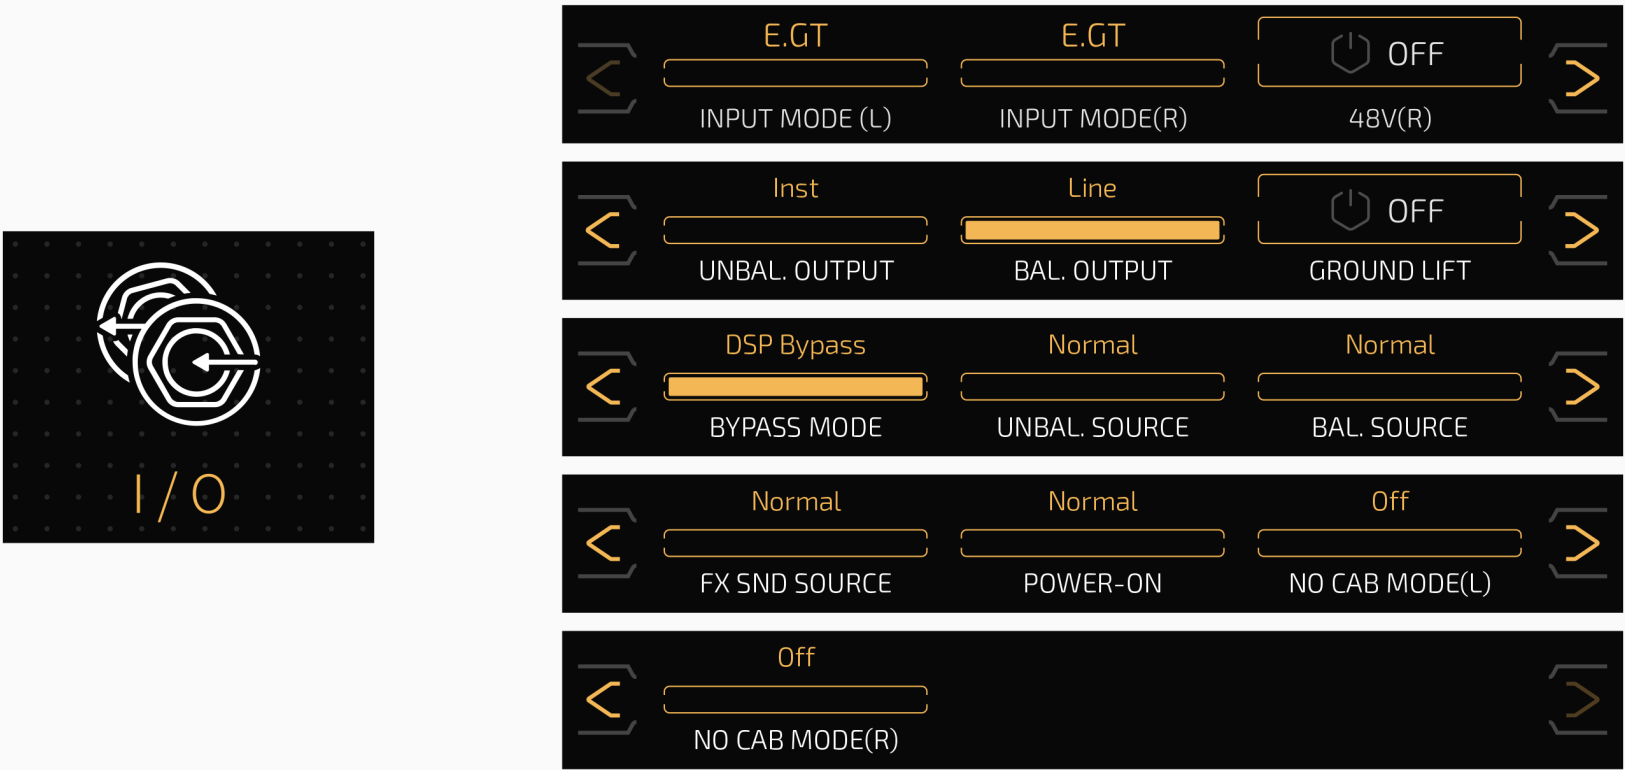 I / O
E.GT E.GT OFF
INPUT MODE (L) INPUT MODE(R) 48V(R)
Inst Line OFF
UNBAL. OUTPUT BAL. OUTPUT GROUND LIFT
DSP Bypass Normal Normal
BYPASS MODE UNBAL. SOURCE BAL. SOURCE
Normal Normal Off
FX SND SOURCE POWER-ON NO CAB MODE(L)
Off
NO CAB MODE(R)